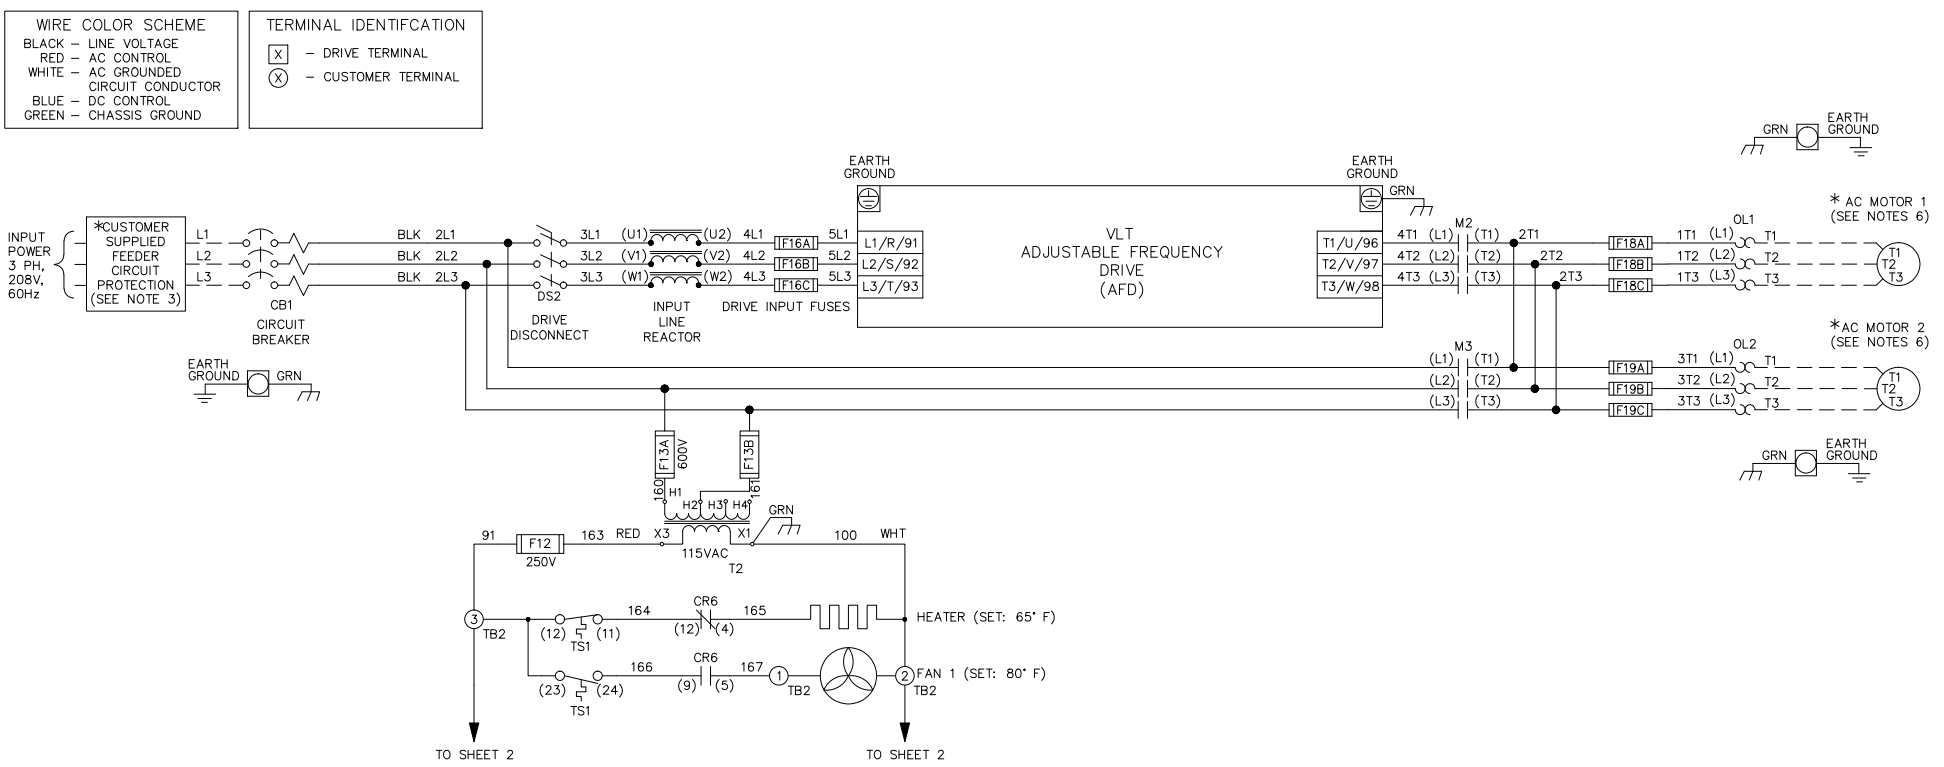 WIRE COLOR SCHEME
BLACK – LINE VOLTAGE
RED – AC CONTROL
WHITE – AC GROUNDED
CIRCUIT CONDUCTOR
BLUE – DC CONTROL
GREEN – CHASSIS GROUND
TERMINAL IDENTIFCATION
X – DRIVE TERMINAL
X – CUSTOMER TERMINAL
INPUT
POWER
3 PH,
208V,
60Hz
*CUSTOMER
SUPPLIED
FEEDER
CIRCUIT
PROTECTION
(SEE NOTE 3)
L1
L2
L3
CB1
CIRCUIT
BREAKER
BLK 2L1
BLK 2L2
BLK 2L3
DS2
DRIVE
DISCONNECT
3L1 (U1) (U2) 4L1 F16A 5L1
3L2 (V1) (V2) 4L2 F16B 5L2
3L3 (W1) (W2) 4L3 F16C 5L3
INPUT
LINE
REACTOR
DRIVE INPUT FUSES
EARTH
GROUND
L1/R/91
L2/S/92
L3/T/93
VLT
ADJUSTABLE FREQUENCY
DRIVE
(AFD)
EARTH
GROUND
GRN
T1/U/96
T2/V/97
T3/W/98
M2
4T1 (L1) (T1) 2T1 F18A 1T1 (L1) T1
4T2 (L2) (T2) 2T2 F18B 1T2 (L2) T2
4T3 (L3) (T3) 2T3 F18C 1T3 (L3) T3
OL1
GRN
EARTH
GROUND
* AC MOTOR 1
(SEE NOTES 6)
T1
T2
T3
M3
(L1) (T1) F19A 3T1 (L1) T1
(L2) (T2) F19B 3T2 (L2) T2
(L3) (T3) F19C 3T3 (L3) T3
OL2
*AC MOTOR 2
(SEE NOTES 6)
T1
T2
T3
GRN
EARTH
GROUND
EARTH
GROUND
GRN
F13A
600V
F13B
160
161
H1
H2
H3
H4
GRN
91 F12 163 RED X3 X1 100 WHT
250V
115VAC
T2
3
TB2
(12) (11)
TS1
164
CR6
(12) (4)
165
HEATER (SET: 65° F)
(23) (24)
TS1
166
CR6
(9) (5)
167
1
TB2
2
TB2
FAN 1 (SET: 80° F)
TO SHEET 2
TO SHEET 2